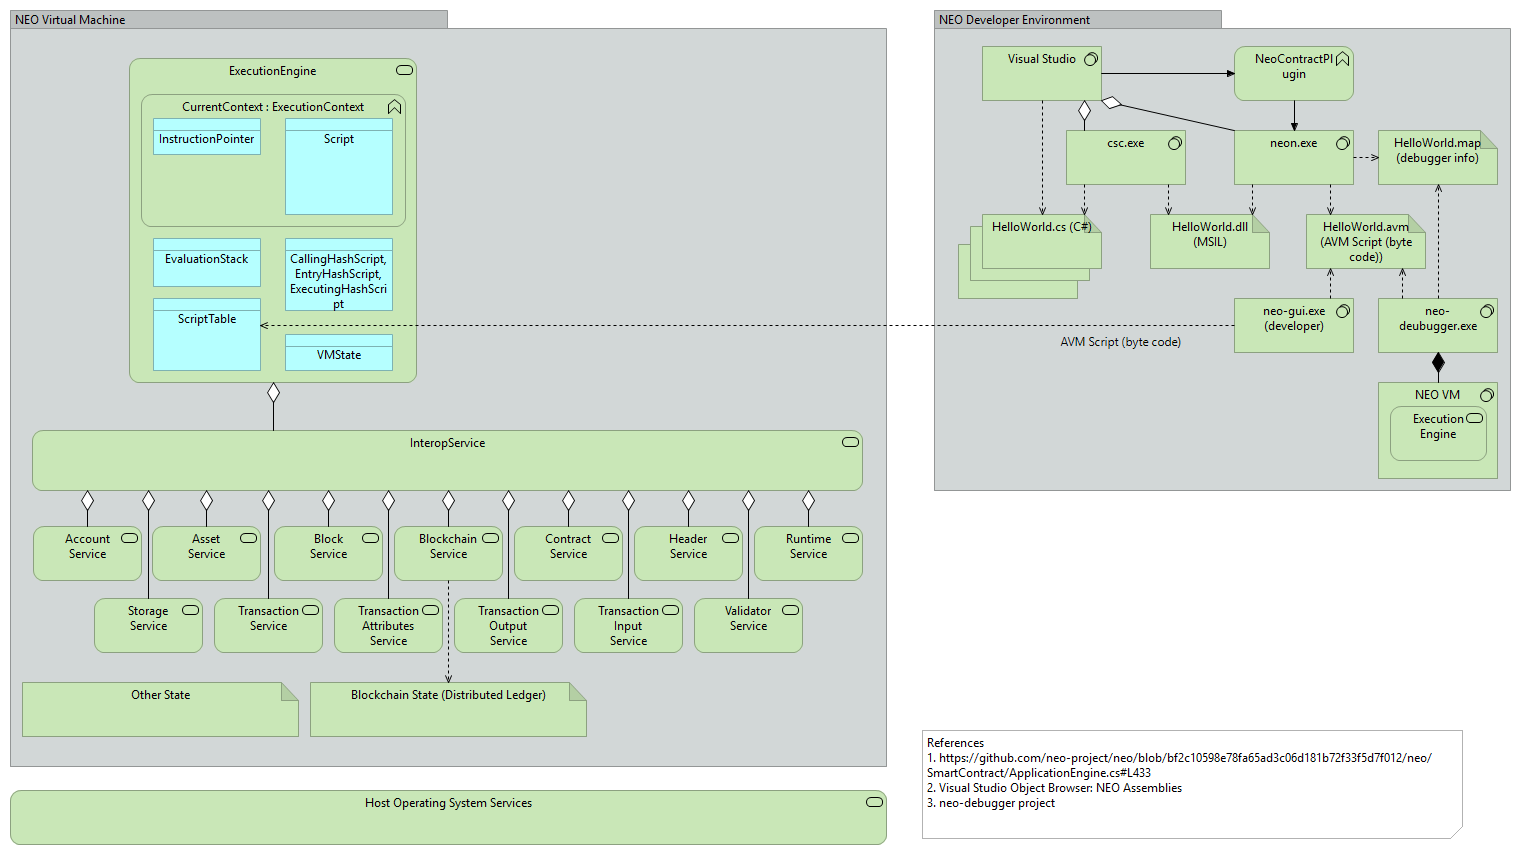 NEO Virtual Machine
ExecutionEngine
CurrentContext : ExecutionContext
InstructionPointer
Script
EvaluationStack
CallingHashScript,
EntryHashScript,
ExecutingHashScri
pt
ScriptTable
VMState
InteropService
Account
Service
Asset
Service
Block
Service
Blockchain
Service
Contract
Service
Header
Service
Runtime
Service
Storage
Service
Transaction
Service
Transaction
Attributes
Service
Transaction
Output
Service
Transaction
Input
Service
Validator
Service
Other State
Blockchain State (Distributed Ledger)
Host Operating System Services
NEO Developer Environment
Visual Studio
NeoContractPl
ugin
csc.exe
neon.exe
HelloWorld.map
(debugger info)
HelloWorld.cs (C#)
HelloWorld.dll
(MSIL)
HelloWorld.avm
(AVM Script (byte
code))
neo-gui.exe
(developer)
neo-
deubugger.exe
AVM Script (byte code)
NEO VM
Execution
Engine
References
1. https://github.com/neo-project/neo/blob/bf2c10598e78fa65ad3c06d181b72f33f5d7f012/neo/
SmartContract/ApplicationEngine.cs#L433
2. Visual Studio Object Browser: NEO Assemblies
3. neo-debugger project